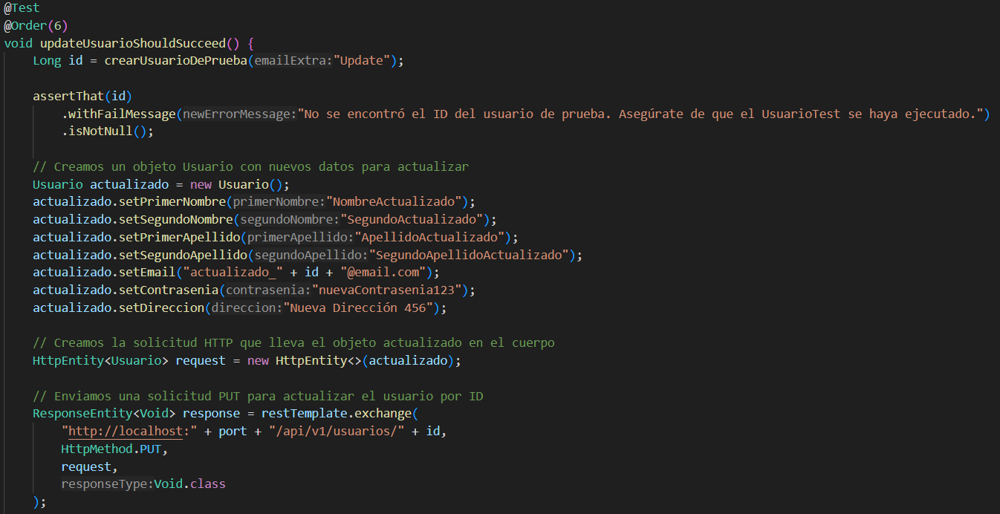 @Test
@Order(6)
void updateUsuarioShouldSucceed() {
    Long id = crearUsuarioDePrueba(emailExtra:"Update");

    assertThat(id)
        .withFailMessage(newErrorMessage:"No se encontró el ID del usuario de prueba. Asegúrate de que el UsuarioTest se haya ejecutado.")
        .isNotNull();

    // Creamos un objeto Usuario con nuevos datos para actualizar
    Usuario actualizado = new Usuario();
    actualizado.setPrimerNombre(primerNombre:"NombreActualizado");
    actualizado.setSegundoNombre(segundoNombre:"SegundoActualizado");
    actualizado.setPrimerApellido(primerApellido:"ApellidoActualizado");
    actualizado.setSegundoApellido(segundoApellido:"SegundoApellidoActualizado");
    actualizado.setEmail("actualizado_" + id + "@email.com");
    actualizado.setContrasenia(contrasenia:"nuevaContrasenia123");
    actualizado.setDireccion(direccion:"Nueva Dirección 456");

    // Creamos la solicitud HTTP que lleva el objeto actualizado en el cuerpo
    HttpEntity<Usuario> request = new HttpEntity<>(actualizado);

    // Enviamos una solicitud PUT para actualizar el usuario por ID
    ResponseEntity<Void> response = restTemplate.exchange(
        "http://localhost:" + port + "/api/v1/usuarios/" + id,
        HttpMethod.PUT,
        request,
        responseType:Void.class
    );